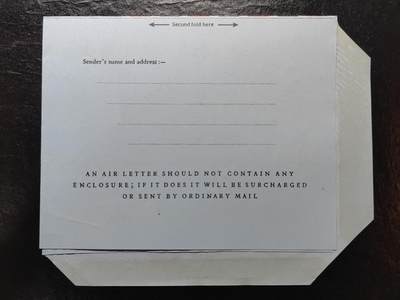 Second fold here
Sender's name and address:—
AN AIR LETTER SHOULD NOT CONTAIN ANY
ENCLOSURE; IF IT DOES IT WILL BE SURCHARGED
OR SENT BY ORDINARY MAIL